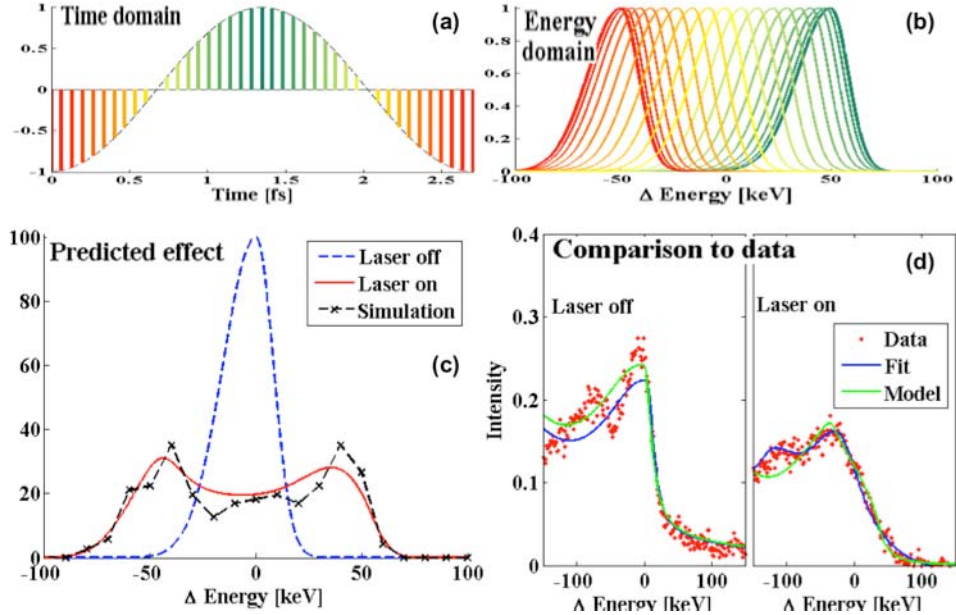 Time domain
(a)
1
0.5
0
-0.5
-1
0
0.5
1
1.5
2
2.5
Time [fs]
Energy
domain
(b)
1
0.8
0.6
0.4
0.2
0
-100
-50
0
50
100
Δ Energy [keV]
Predicted effect
Laser off
Laser on
Simulation
(c)
100
80
60
40
20
0
-100
-50
0
50
100
Δ Energy [keV]
Comparison to data
(d)
Laser off
Laser on
Data
Fit
Model
Intensity
0.4
0.3
0.2
0.1
0
-100
0
100
-100
0
100
Δ Energy [keV]
Δ Energy [keV]